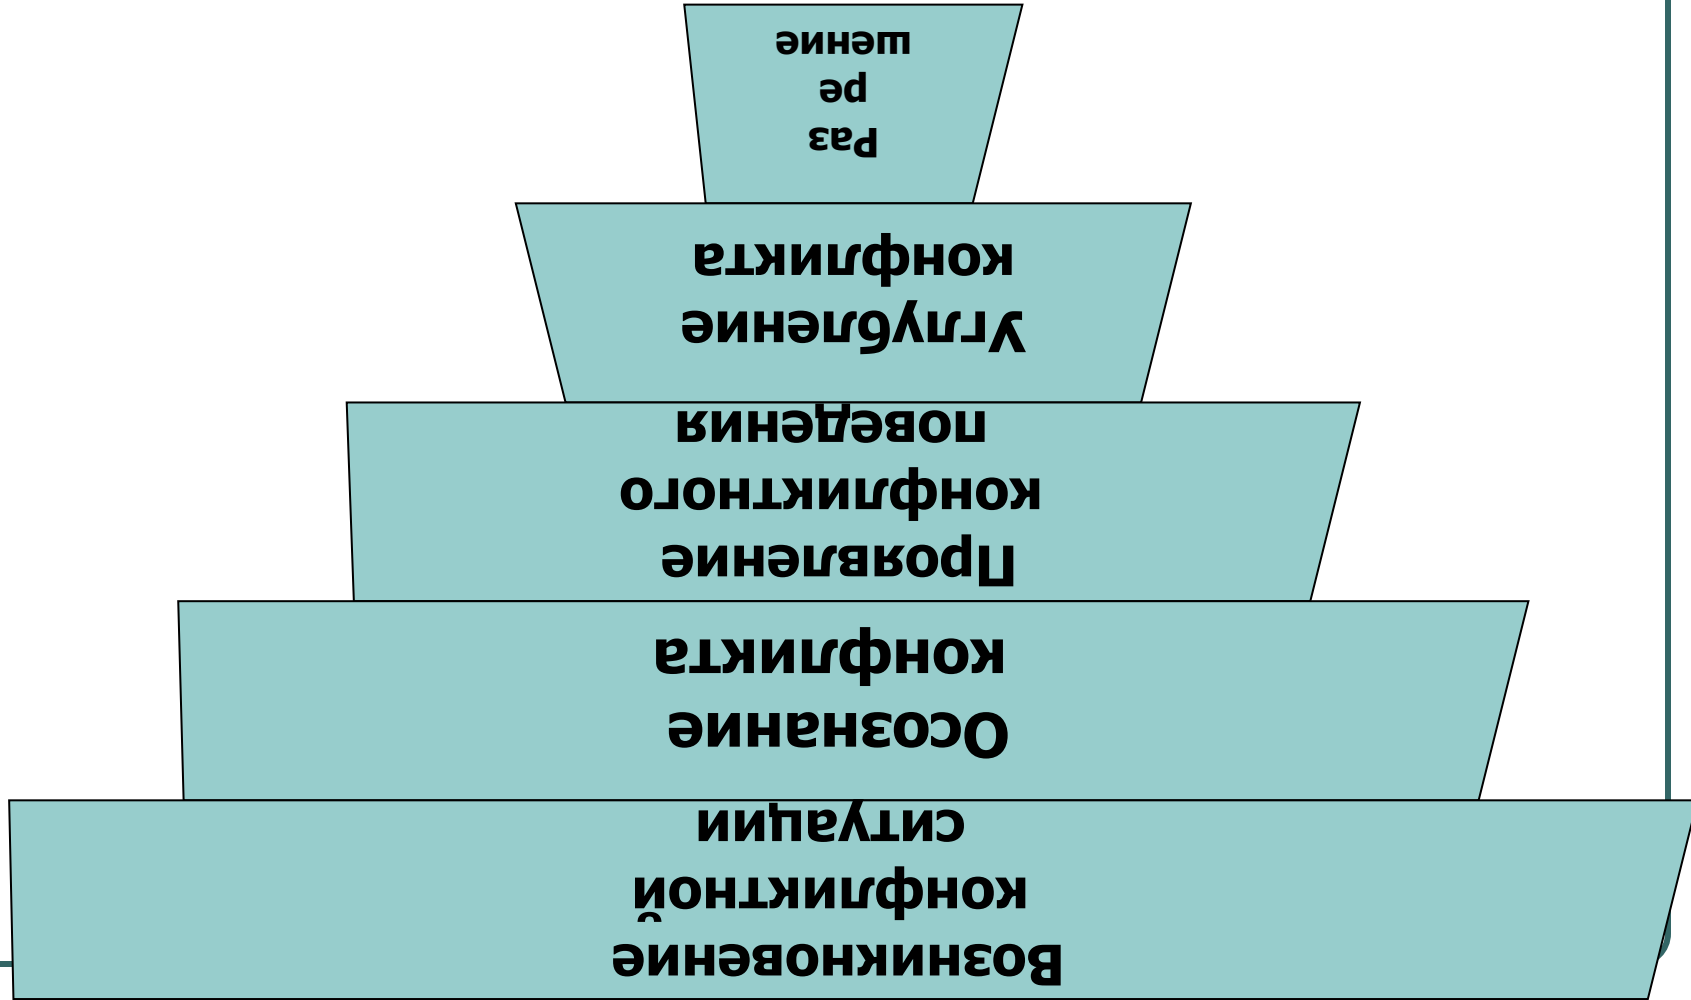 Возникновение
конфликтной
ситуации
Осознание
конфликта
Проявление
конфликтного
поведения
Углубление
конфликта
Раз
ре
шение